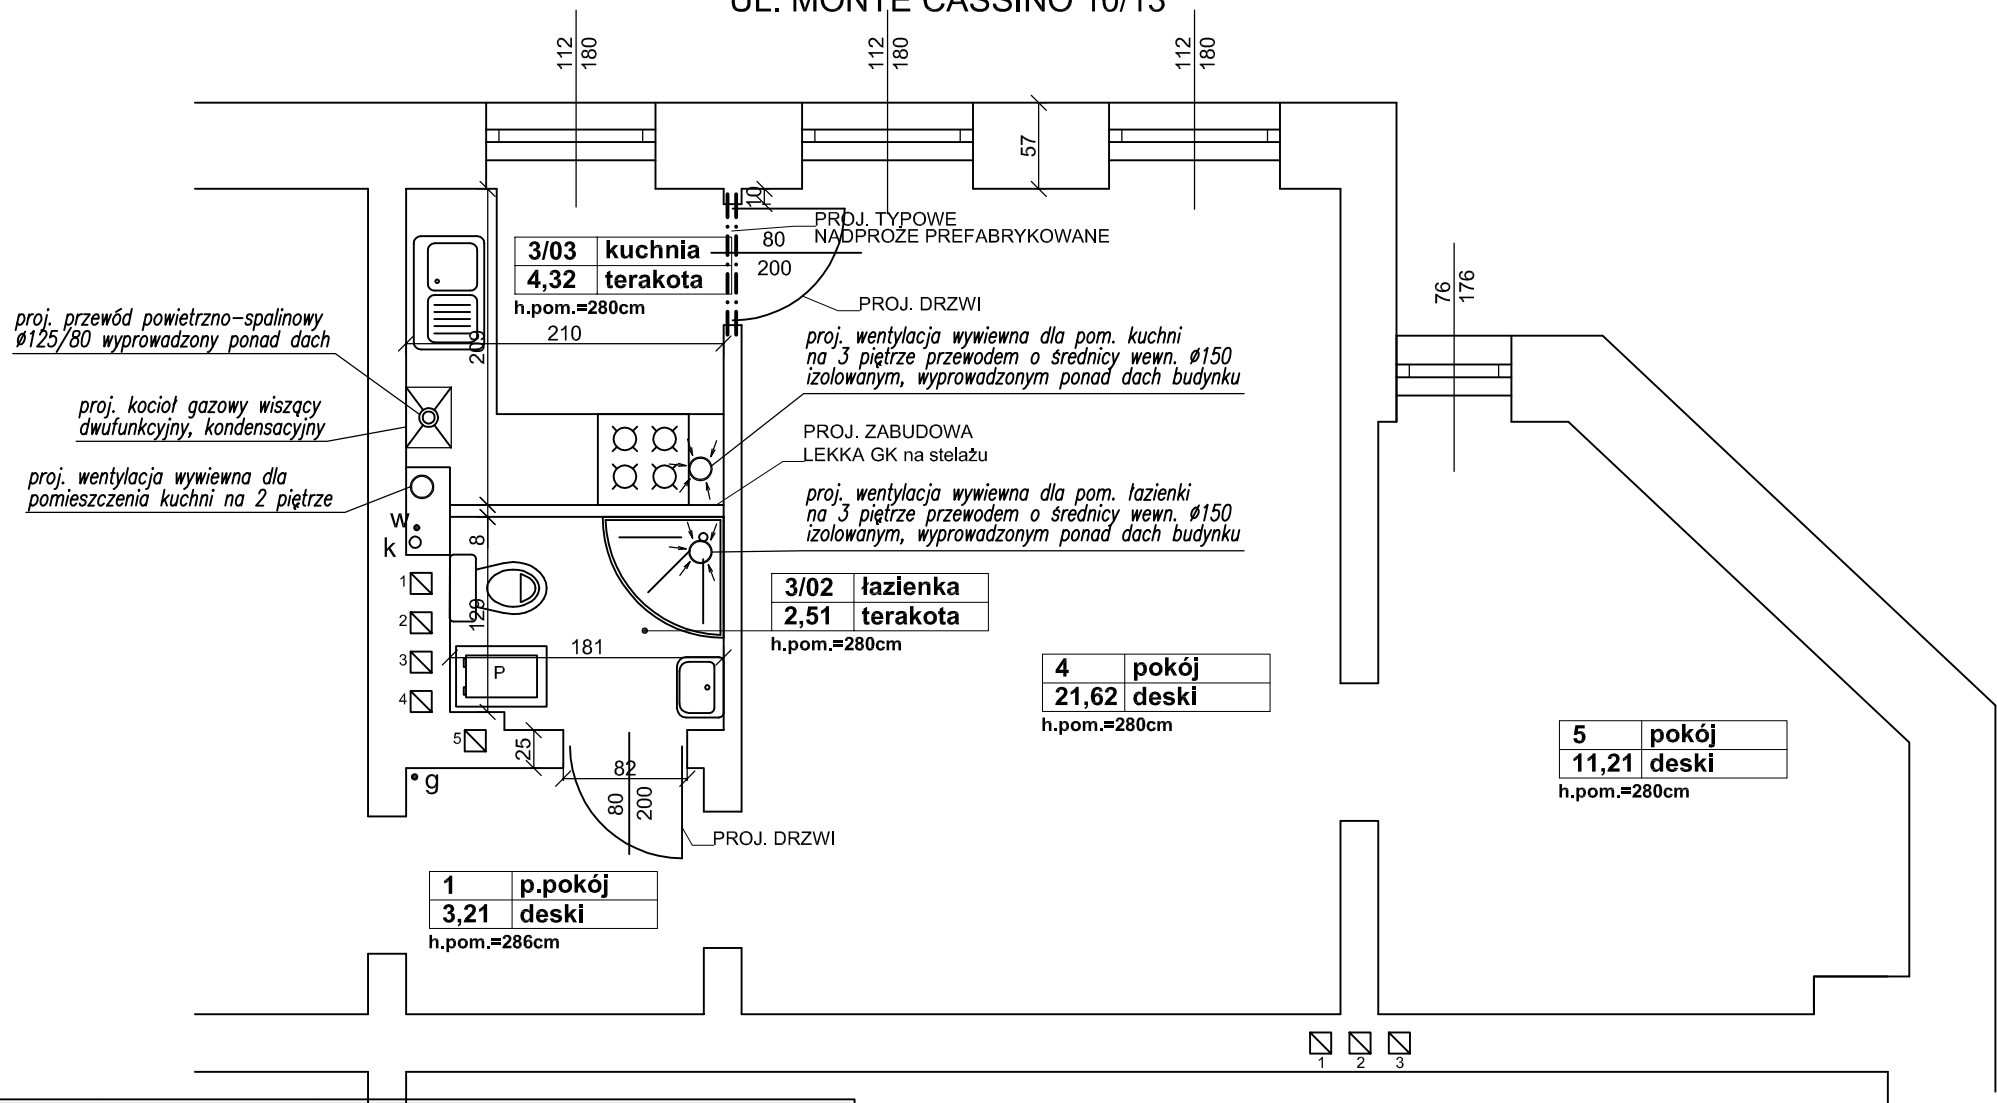 UL. MONTE CASSINO 10/13
112
180
112
180
112
180
57
10
PROJ. TYPOWE
NADPROŻE PREFABRYKOWANE
80
200
3/03 kuchnia
4,32 terakota
h.pom.=280cm
76
176
PROJ. DRZWI
proj. przewód powietrzno-spalinowy
ø125/80 wyprowadzony ponad dach
210
209
proj. wentylacja wywiewna dla pom. kuchni
na 3 piętrze przewodem o średnicy wewn. ø150
izolowanym, wyprowadzonym ponad dach budynku
proj. kocioł gazowy wiszący
dwufunkcyjny, kondensacyjny
PROJ. ZABUDOWA
LEKKA GK na stelażu
proj. wentylacja wywiewna dla
pomieszczenia kuchni na 2 piętrze
proj. wentylacja wywiewna dla pom. łazienki
na 3 piętrze przewodem o średnicy wewn. ø150
izolowanym, wyprowadzonym ponad dach budynku
w
k
8
1
2
3
4
5
129
3/02 łazienka
2,51 terakota
h.pom.=280cm
181
P
4 pokój
21,62 deski
h.pom.=280cm
5 pokój
11,21 deski
h.pom.=280cm
25
g
82
80
200
PROJ. DRZWI
1 p.pokój
3,21 deski
h.pom.=286cm
1
2
3